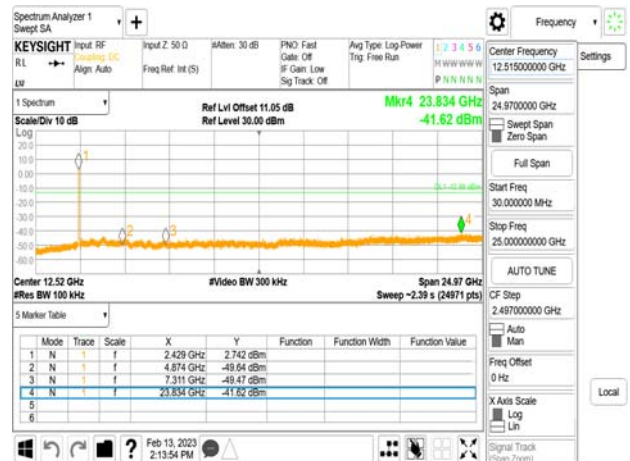 Spectrum Analyzer 1
Swept SA
+
Frequency
KEYSIGHT
RL
Input: RF
Coupling: DC
Align: Auto
Input Z: 50 Ω
Freq Ref: Int (S)
#Atten: 30 dB
PNO: Fast
Gate: Off
IF Gain: Low
Sig Track: Off
Avg Type: Log-Power
Trig: Free Run
1 2 3 4 5 6
M W W W W W
P N N N N N
Center Frequency
12.515000000 GHz
Settings
Span
24.9700000 GHz
Swept Span
Zero Span
Full Span
Start Freq
30.000000 MHz
Stop Freq
25.000000000 GHz
AUTO TUNE
CF Step
2.497000000 GHz
Auto
Man
Freq Offset
0 Hz
X Axis Scale
Log
Lin
Signal Track
(Span Zoom)
Local
1 Spectrum
Scale/Div 10 dB
Ref Lvl Offset 11.05 dB
Ref Level 30.00 dBm
Mkr4 23.834 GHz
-41.62 dBm
Log
20.0
10.0
0.00
-10.0
-20.0
-30.0
-40.0
-50.0
-60.0
1
2
3
4
Center 12.52 GHz
#Res BW 100 kHz
#Video BW 300 kHz
Span 24.97 GHz
Sweep ~2.39 s (24971 pts)
5 Marker Table
Mode Trace Scale X Y Function Function Width Function Value
1 N 1 f 2.429 GHz 2.742 dBm
2 N 1 f 4.874 GHz -49.64 dBm
3 N 1 f 7.311 GHz -49.47 dBm
4 N 1 f 23.834 GHz -41.62 dBm
5
6
?
Feb 13, 2023
2:13:54 PM